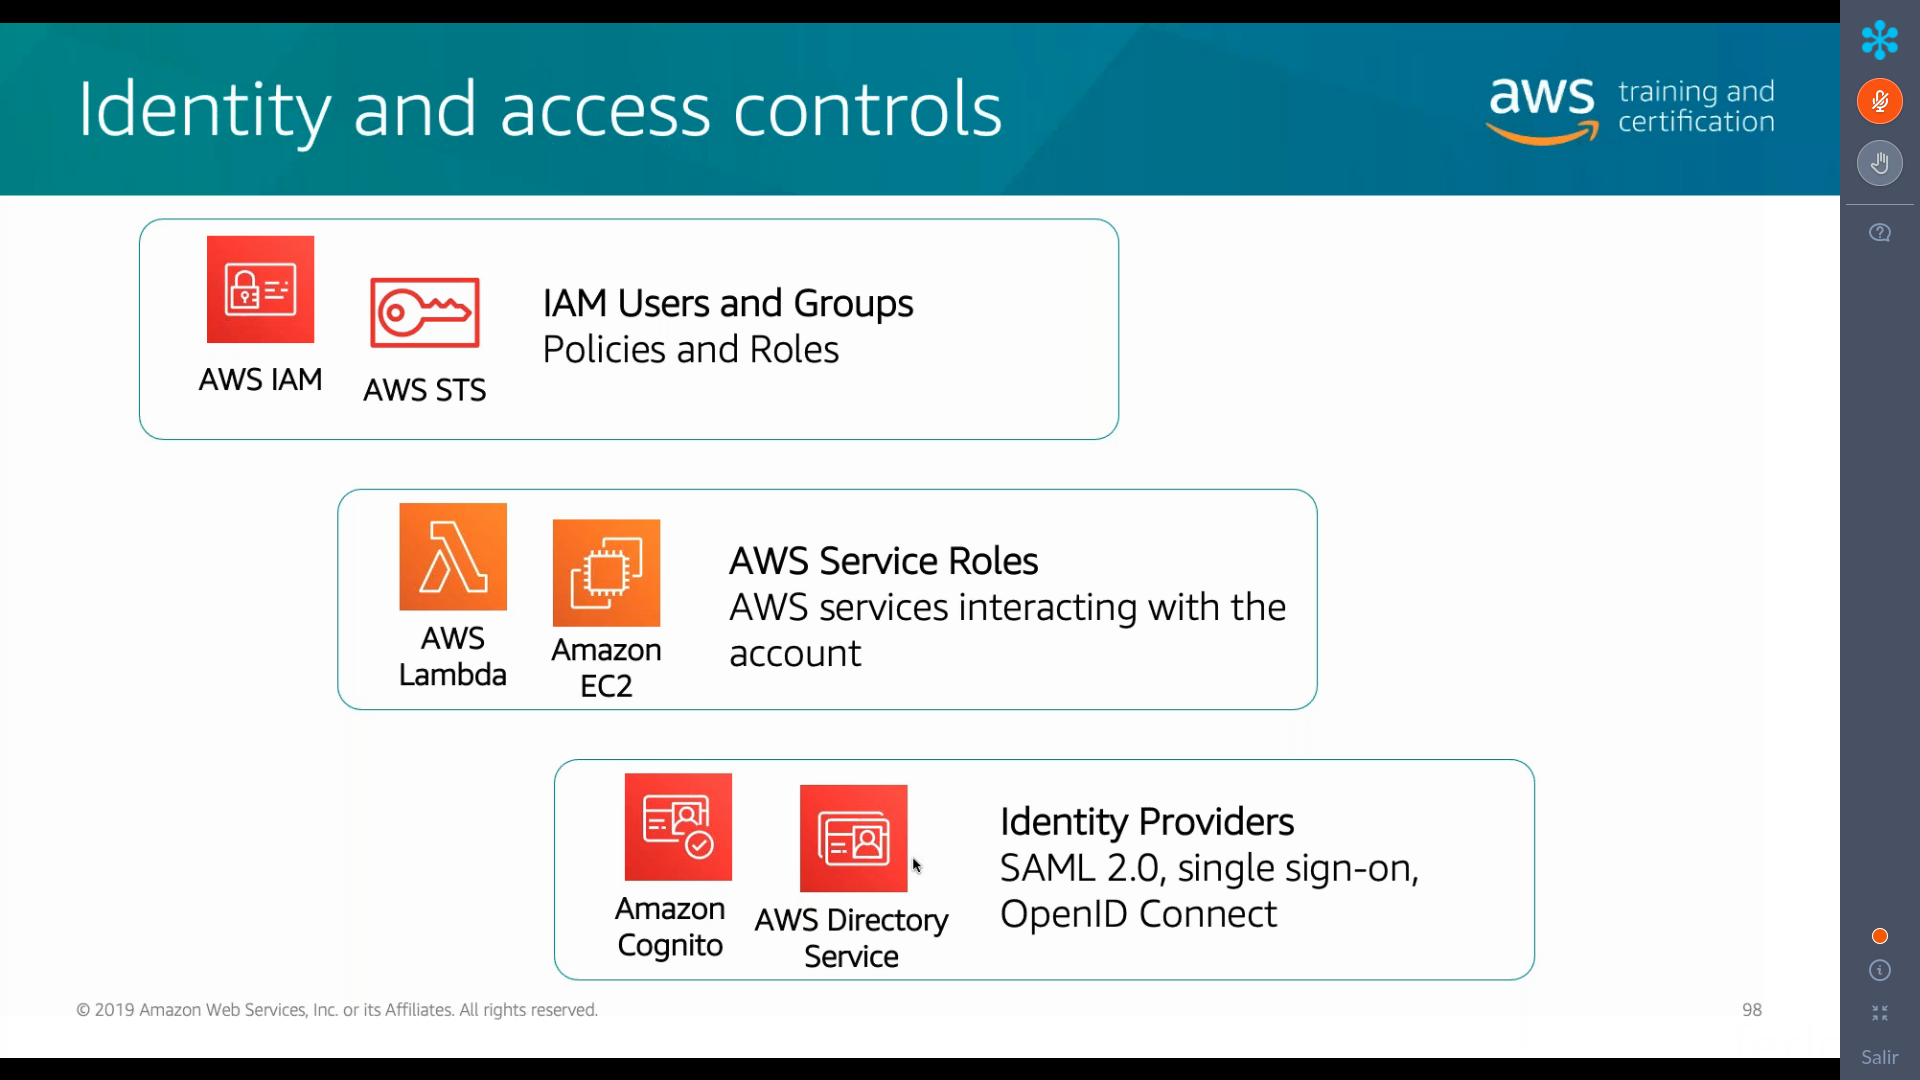 Identity and access controls
aws training and
certification
AWS IAM
AWS STS
IAM Users and Groups
Policies and Roles
AWS
Lambda
Amazon
EC2
AWS Service Roles
AWS services interacting with the
account
Amazon
Cognito
AWS Directory
Service
Identity Providers
SAML 2.0, single sign-on,
OpenID Connect
© 2019 Amazon Web Services, Inc. or its Affiliates. All rights reserved.
98
Salir